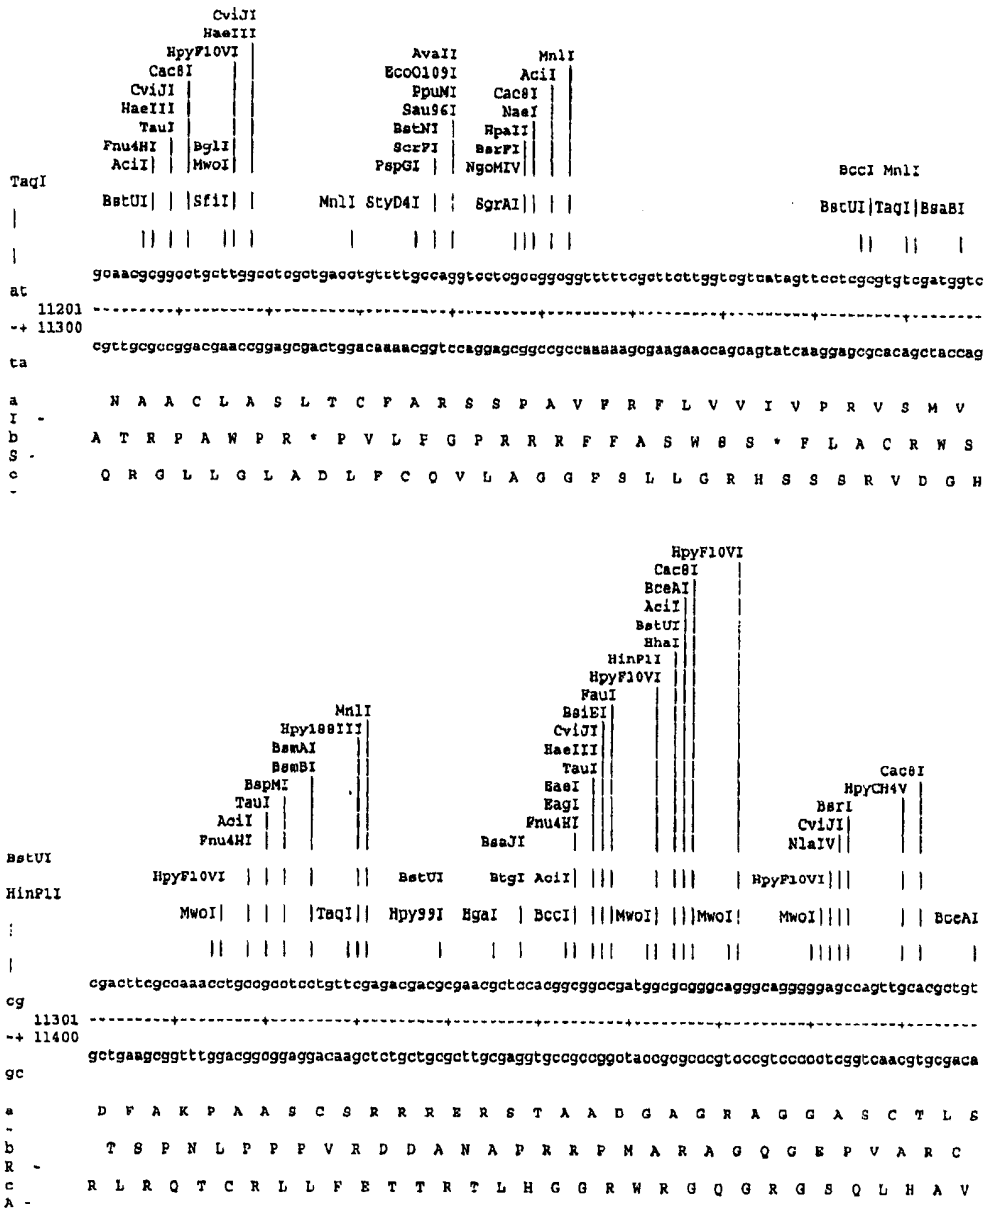 CviJI
HaeIII
HpyF10VI
Cac8I
CviJI
HaeIII
TauI
Fnu4HI BglI
AciI MwoI
BstUI SfiI
AvaII MnlI
EcoO109I AciI
PpuMI Cac8I
Sau96I NaeI
BstNI HpaII
ScrFI BsrFI
PspGI NgoMIV
MnlI StyD4I SgrAI
BccI MnlI
BstUI TaqI BsaBI
TaqI
gcaacgcggcctgcttggcctcgctgacctgttttgccaggtcctcgccggcggtttttcgcttcttggtcgtcatagttcctcgcgtgtcgatggtc
at
11201 ---------+---------+---------+---------+---------+---------+---------+---------+---------+--------
-+ 11300
cgttgcgccggacgaaccggagcgactggacaaaacggtccaggagcggccgccaaaaagcgaagaaccagcagtatcaaggagcgcacagctaccag
ta
a N A A C L A S L T C F A R S S P A V F R F L V V I V P R V S M V
I -
b A T R P A W P R * P V L F G P R R R F F A S W S S * F L A C R W S
S -
c Q R G L L G L A D L F C Q V L A G G F S L L G R H S S S R V D G H
-
HpyF10VI
Cac8I
BceAI
AciI
BstUI
HhaI
HinP1I
HpyF10VI
FauI
MnlI BsiEI
Hpy188III CviJI
BsmAI HaeIII
BsmBI TauI Cac8I
BspMI EaeI HpyCH4V
TauI EagI BsrI
AciI Fnu4HI CviJI
Fnu4HI BsaJI NlaIV
BstUI
HpyF10VI BstUI BtgI AciI HpyF10VI
HinP1I
MwoI TaqI Hpy99I HgaI BccI MwoI MwoI MwoI BceAI
cgacttcgccaaacctgccgcctcctgttcgagacgacgcgaacgctccacggcggccgatggcgcgggcagggcagggggagccagttgcacgctgt
cg
11301 ---------+---------+---------+---------+---------+---------+---------+---------+---------+--------
-+ 11400
gctgaagcggtttggacggcggaggacaagctctgctgcgcttgcgaggtgccgccggctaccgcgcccgtcccgtccccctcggtcaacgtgcgaca
gc
a D F A K P A A S C S R R R E R S T A A D G A G R A G G A S C T L S
-
b T S P N L P P P V R D D A N A P R R P M A R A G Q G E P V A R C
R -
c R L R Q T C R L L F E T T R T L H G G R W R G Q G R G S Q L H A V
A -